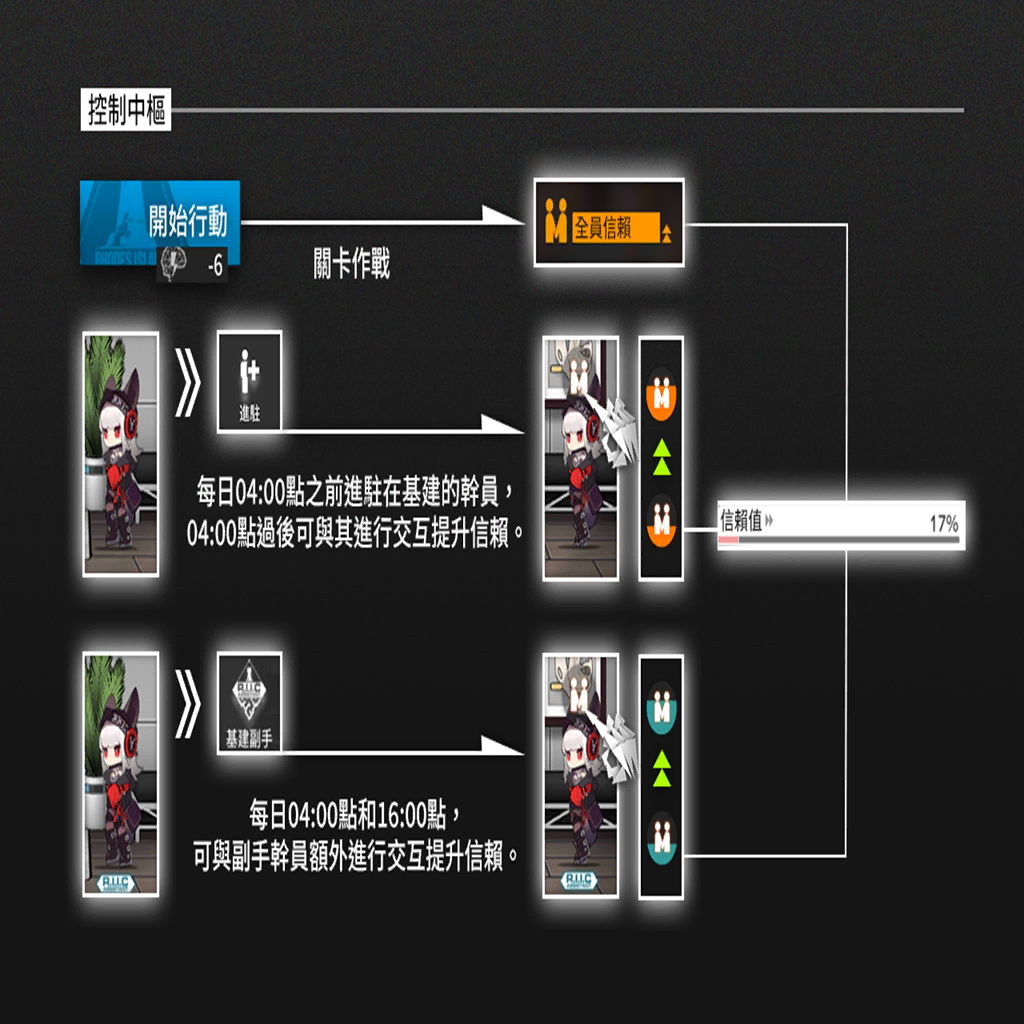 控制中樞
開始行動
RHODES ISLA
-6
關卡作戰
全員信賴
進駐
每日04:00點之前進駐在基建的幹員，
04:00點過後可與其進行交互提升信賴。
信賴值
17%
R.I.I.C
基建副手
每日04:00點和16:00點，
可與副手幹員額外進行交互提升信賴。
R.I.I.C
R.I.I.C